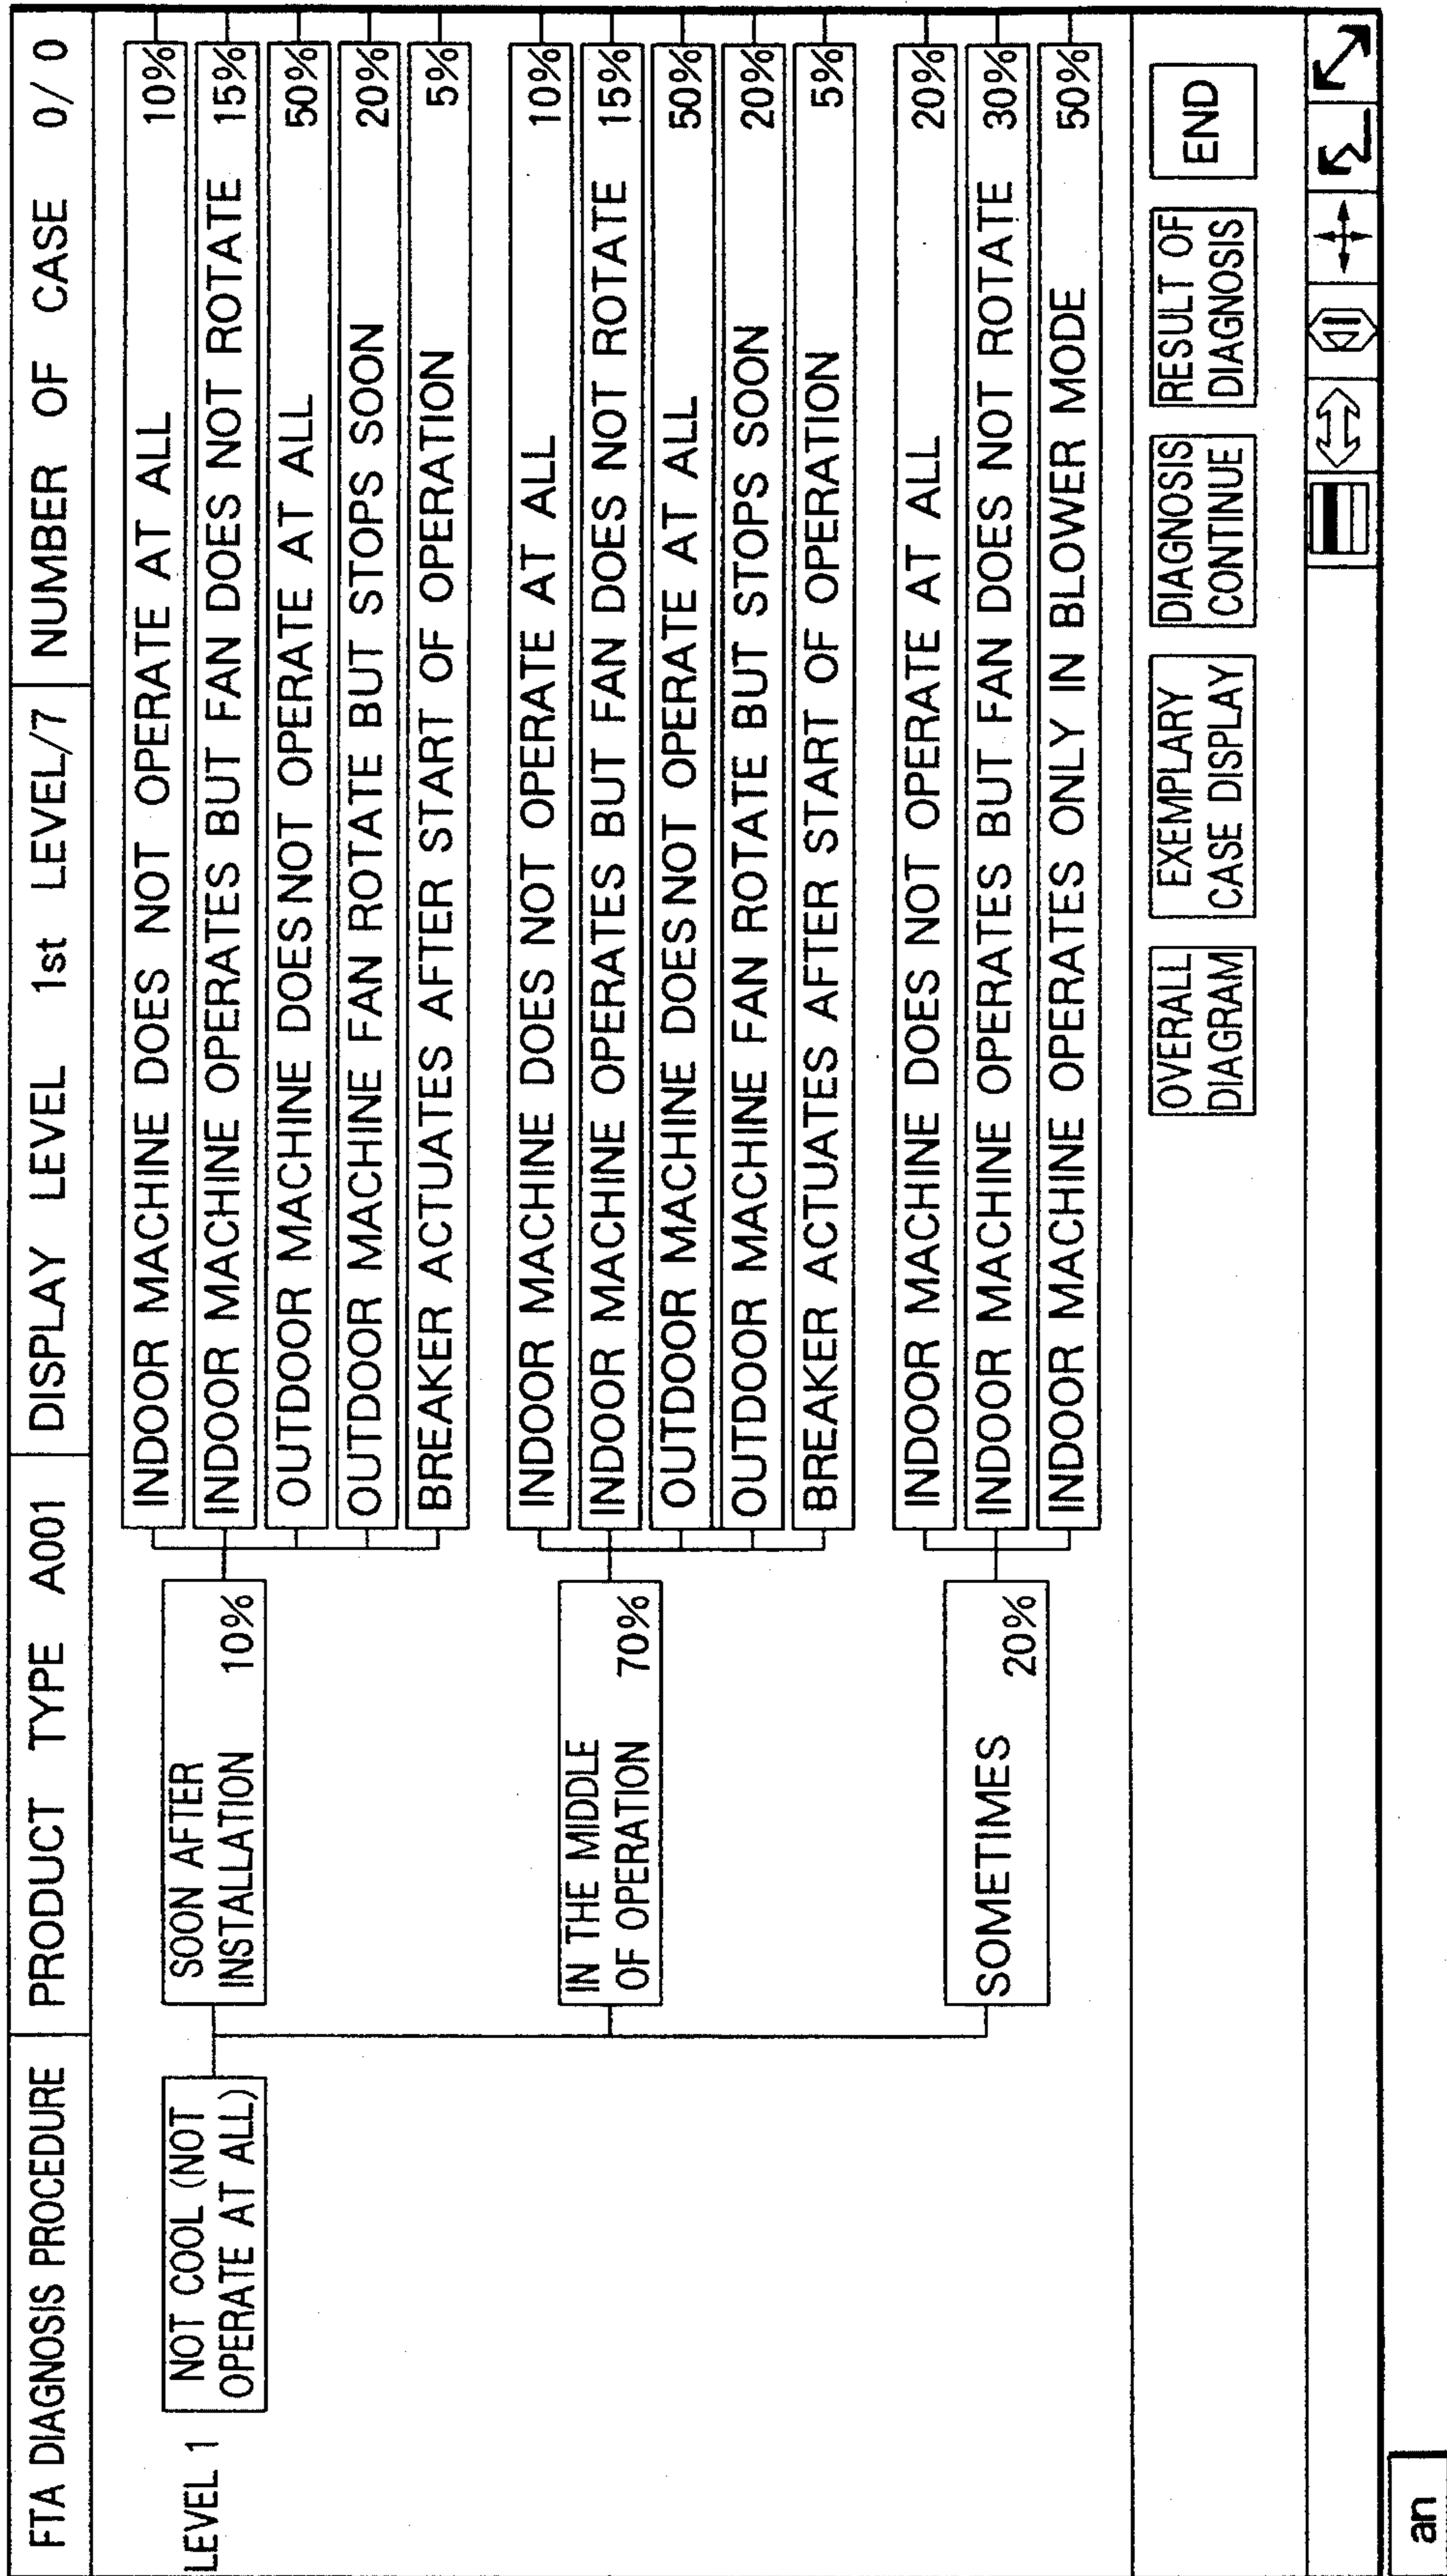 FTA DIAGNOSIS PROCEDURE
PRODUCT TYPE A001
DISPLAY LEVEL 1st LEVEL/7
NUMBER OF CASE 0/ 0
LEVEL 1
NOT COOL (NOT
OPERATE AT ALL)
SOON AFTER
INSTALLATION 10%
INDOOR MACHINE DOES NOT OPERATE AT ALL 10%
INDOOR MACHINE OPERATES BUT FAN DOES NOT ROTATE 15%
OUTDOOR MACHINE DOES NOT OPERATE AT ALL 50%
OUTDOOR MACHINE FAN ROTATE BUT STOPS SOON 20%
BREAKER ACTUATES AFTER START OF OPERATION 5%
IN THE MIDDLE
OF OPERATION 70%
INDOOR MACHINE DOES NOT OPERATE AT ALL 10%
INDOOR MACHINE OPERATES BUT FAN DOES NOT ROTATE 15%
OUTDOOR MACHINE DOES NOT OPERATE AT ALL 50%
OUTDOOR MACHINE FAN ROTATE BUT STOPS SOON 20%
BREAKER ACTUATES AFTER START OF OPERATION 5%
SOMETIMES
20%
INDOOR MACHINE DOES NOT OPERATE AT ALL 20%
INDOOR MACHINE OPERATES BUT FAN DOES NOT ROTATE 30%
INDOOR MACHINE OPERATES ONLY IN BLOWER MODE 50%
OVERALL
DIAGRAM
EXEMPLARY
CASE DISPLAY
DIAGNOSIS
CONTINUE
RESULT OF
DIAGNOSIS
END
an